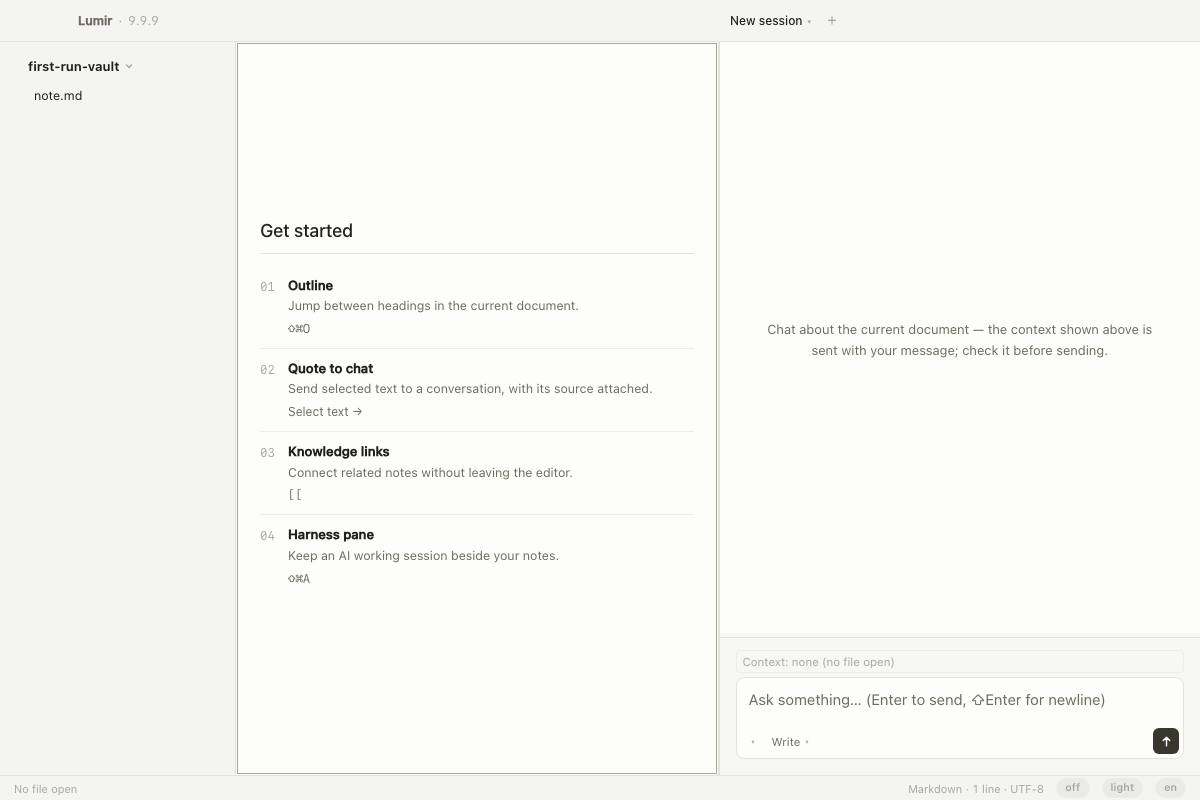 Lumir · 9.9.9
New session
+
first-run-vault
note.md
Get started
01 Outline
Jump between headings in the current document.
⇧⌘O
02 Quote to chat
Send selected text to a conversation, with its source attached.
Select text →
03 Knowledge links
Connect related notes without leaving the editor.
[[
04 Harness pane
Keep an AI working session beside your notes.
⇧⌘A
Chat about the current document — the context shown above is
sent with your message; check it before sending.
Context: none (no file open)
Ask something... (Enter to send, ⇧Enter for newline)
Write
No file open
Markdown · 1 line · UTF-8
off
light
en